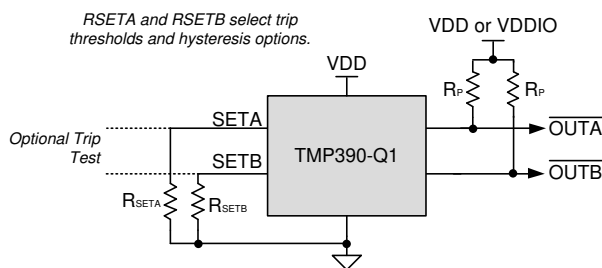 RSETA and RSETB select trip
thresholds and hysteresis options.
VDD or VDDIO
VDD
RP
RP
SETA
OUTA
Optional Trip
Test
SETB
TMP390-Q1
OUTB
RSETA
RSETB